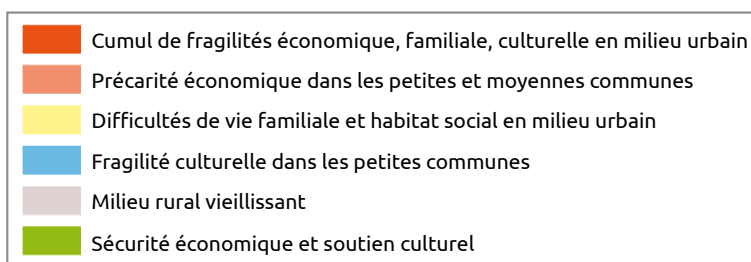 Cumul de fragilités économique, familiale, culturelle en milieu urbain
Précarité économique dans les petites et moyennes communes
Difficultés de vie familiale et habitat social en milieu urbain
Fragilité culturelle dans les petites communes
Milieu rural vieillissant
Sécurité économique et soutien culturel